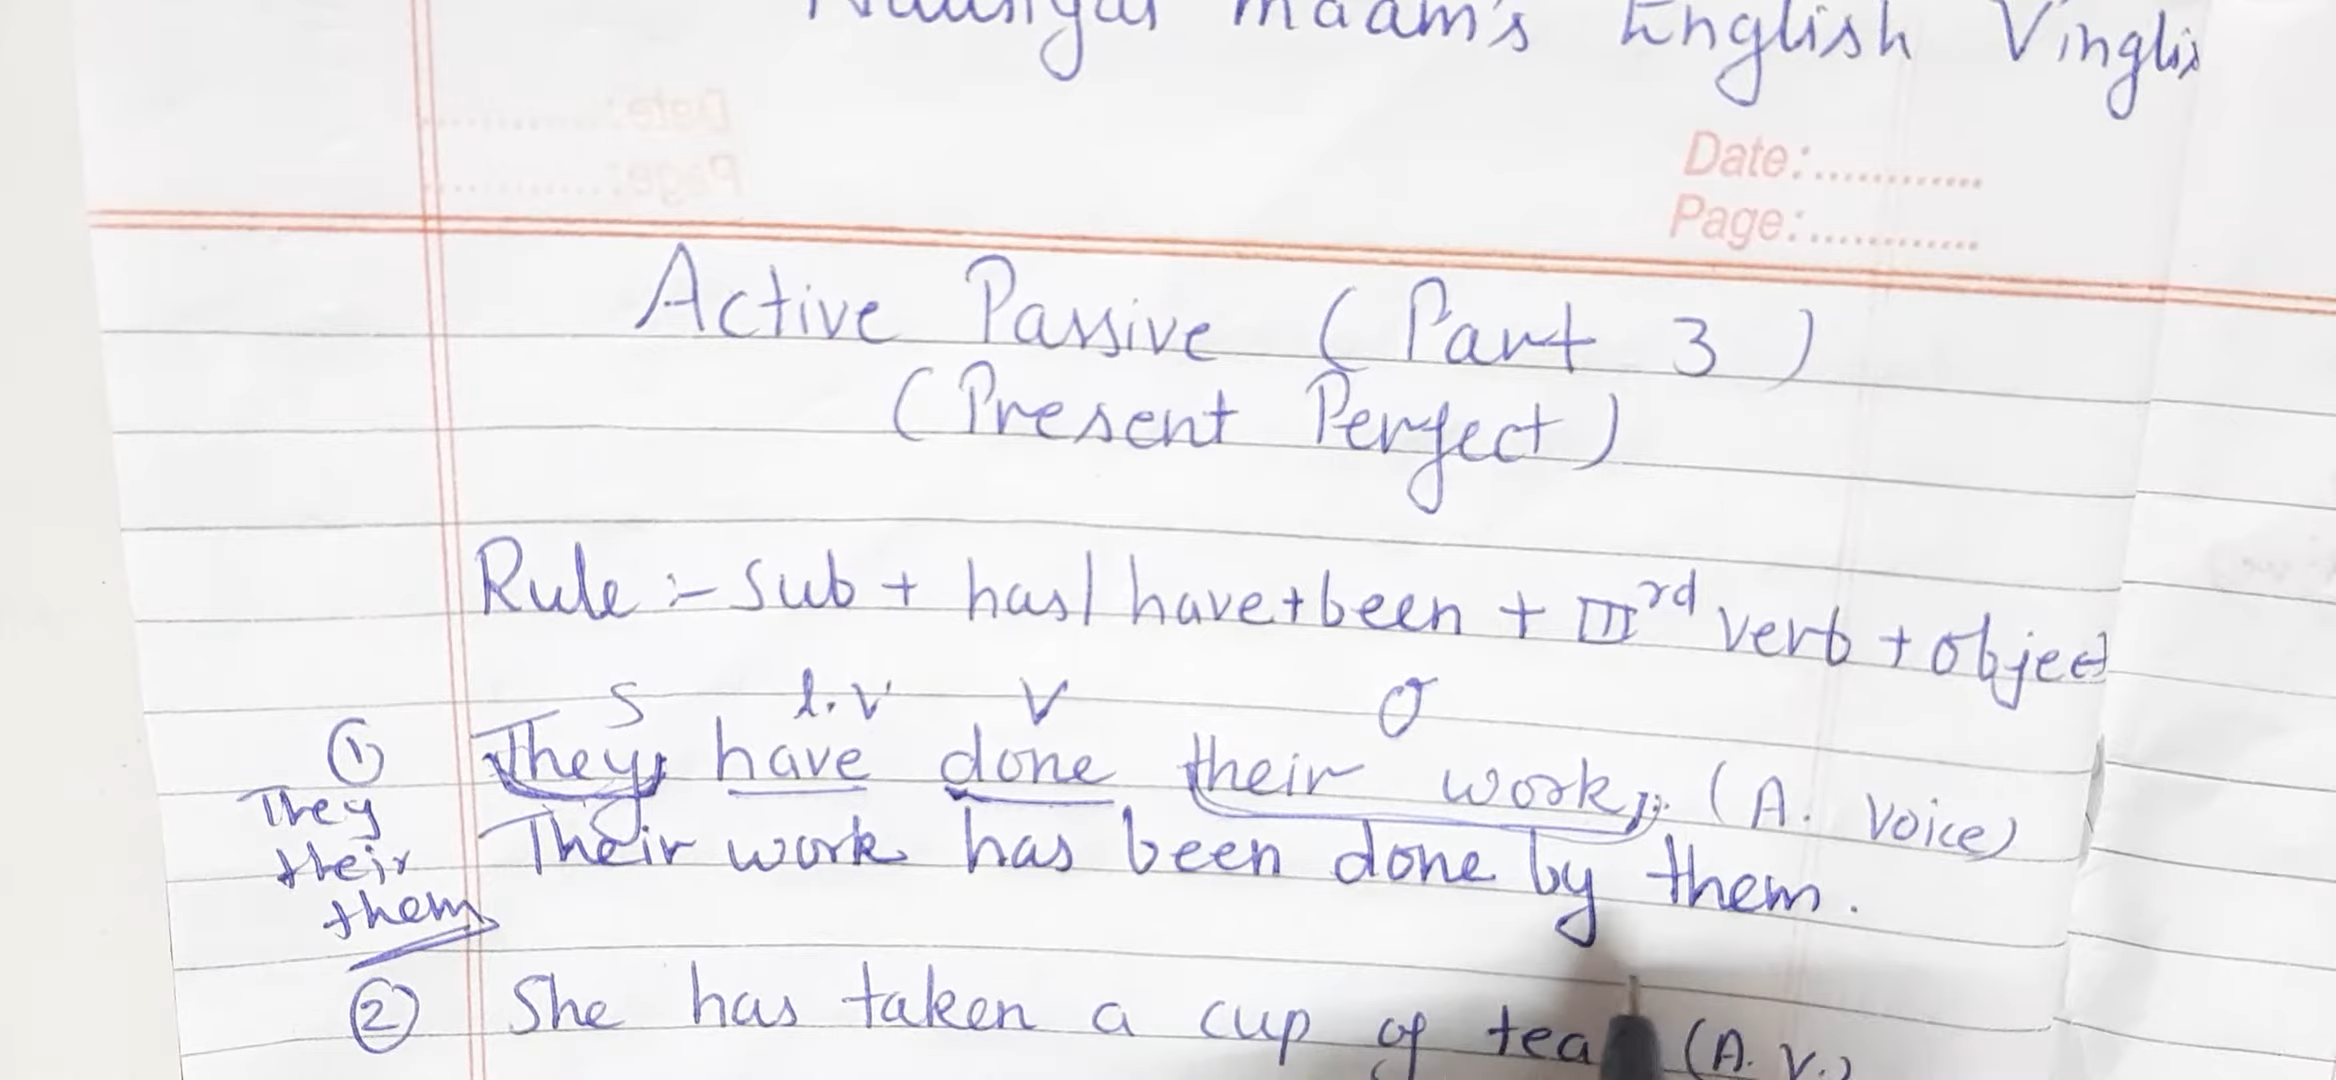 maam's English
Date:............
Page:............
Active Passive (Part 3)
(Present Perfect)
Rule :- Sub + has/have+been + IIIrd verb + object
S h.v V O
① They have done their work. (A. Voice)
They
their
them
Their work has been done by them.
② She has taken a cup of tea (A. V.)